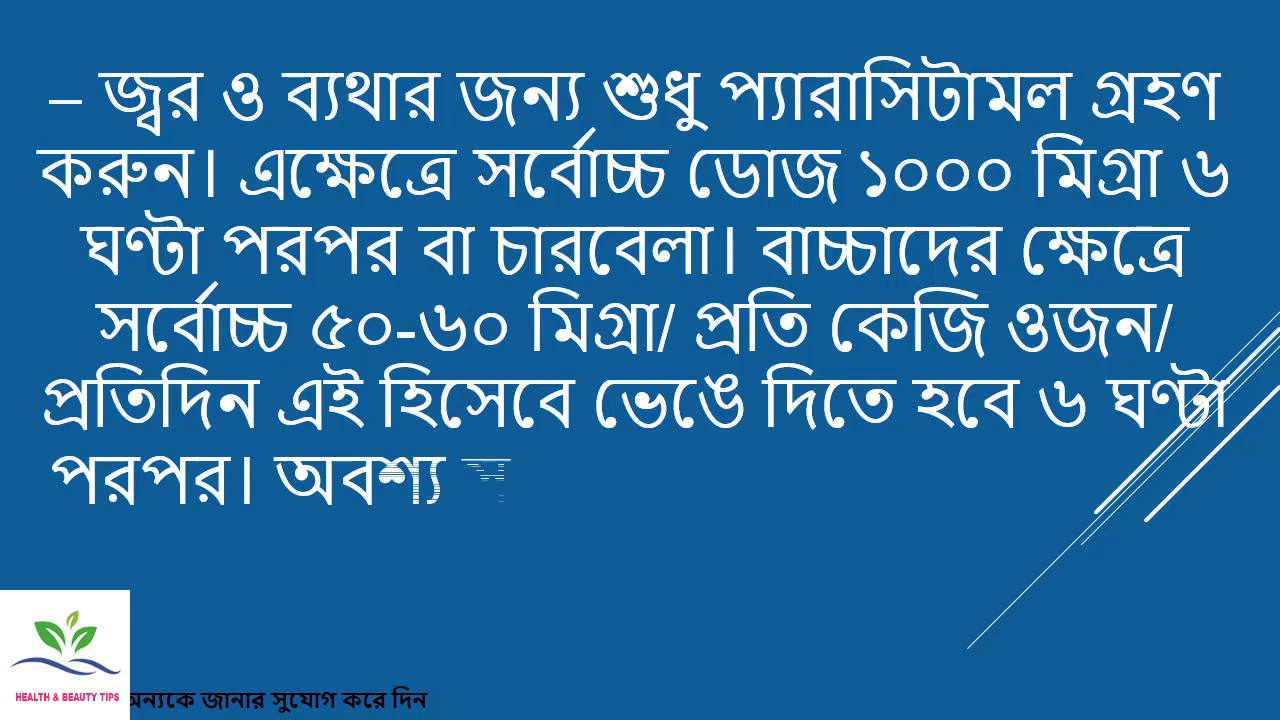 – জ্বর ও ব্যথার জন্য শুধু প্যারাসিটামল গ্রহণ
করুন। এক্ষেত্রে সর্বোচ্চ ডোজ ১০০০ মিগ্রা ৬
ঘণ্টা পরপর বা চারবেলা। বাচ্চাদের ক্ষেত্রে
সর্বোচ্চ ৫০-৬০ মিগ্রা/ প্রতি কেজি ওজন/
প্রতিদিন এই হিসেবে ভেঙে দিতে হবে ৬ ঘণ্টা
পরপর। অবশ্য
HEALTH & BEAUTY TIPS
অন্যকে জানার সুযোগ করে দিন